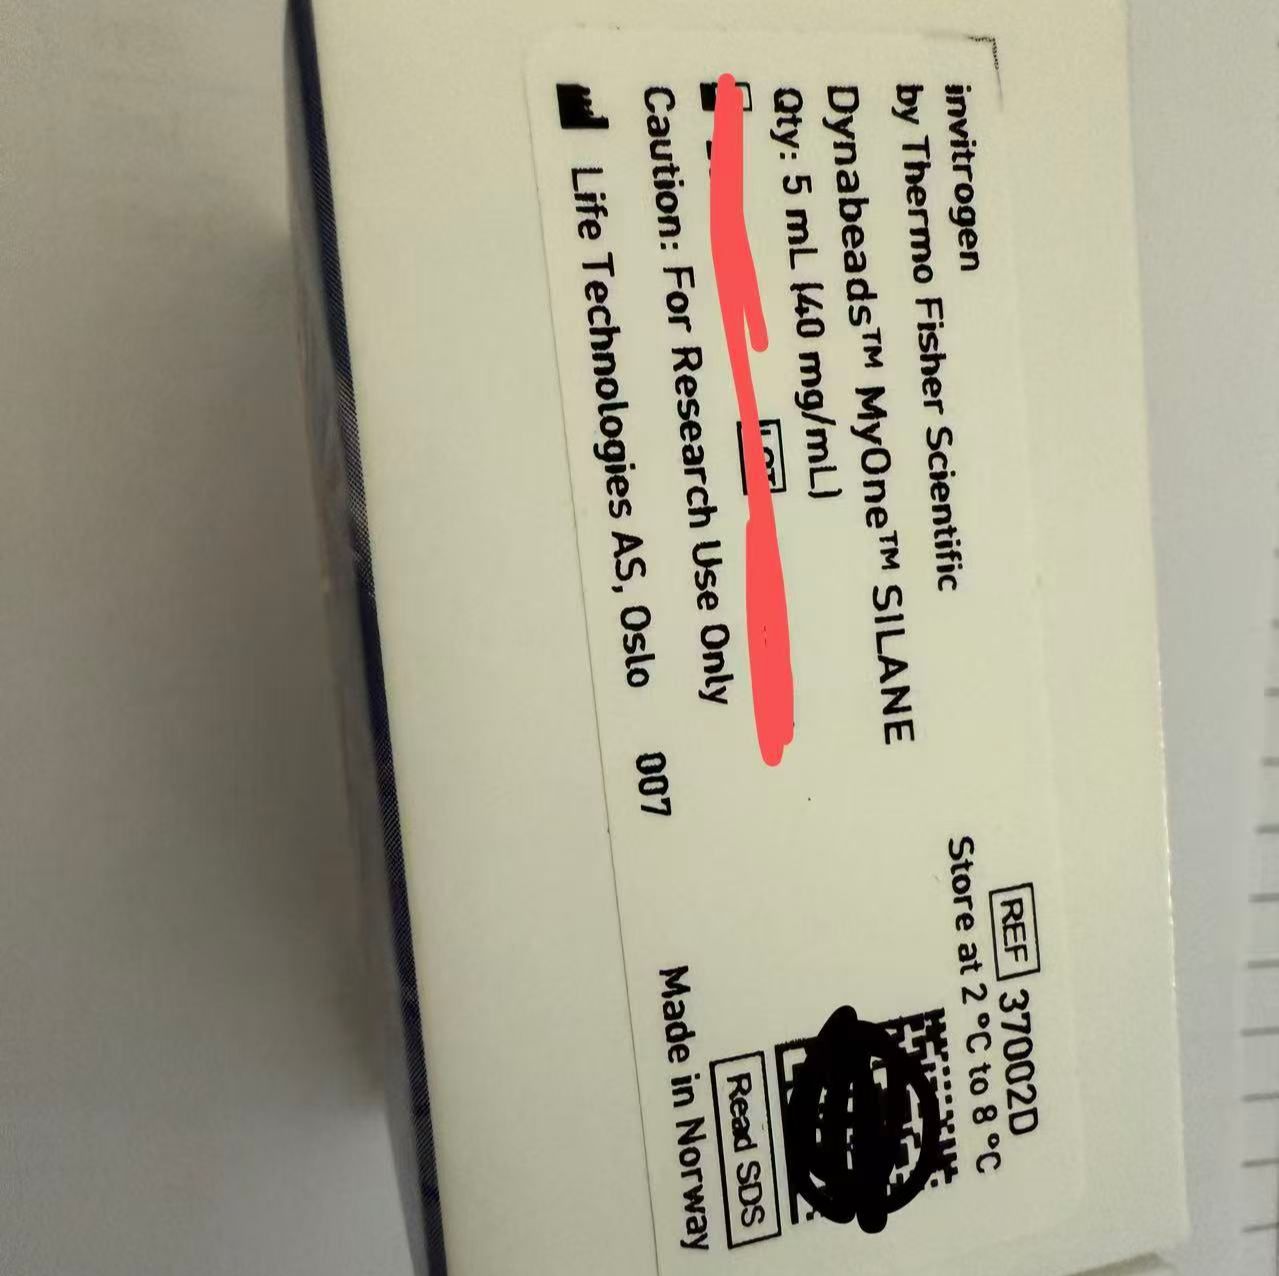 invitrogen
by Thermo Fisher Scientific
Dynabeads™ MyOne™ SILANE
Qty: 5 mL (40 mg/mL)
Caution: For Research Use Only
Life Technologies AS, Oslo 007
REF 37002D
Store at 2 °C to 8 °C
Read SDS
Made in Norway